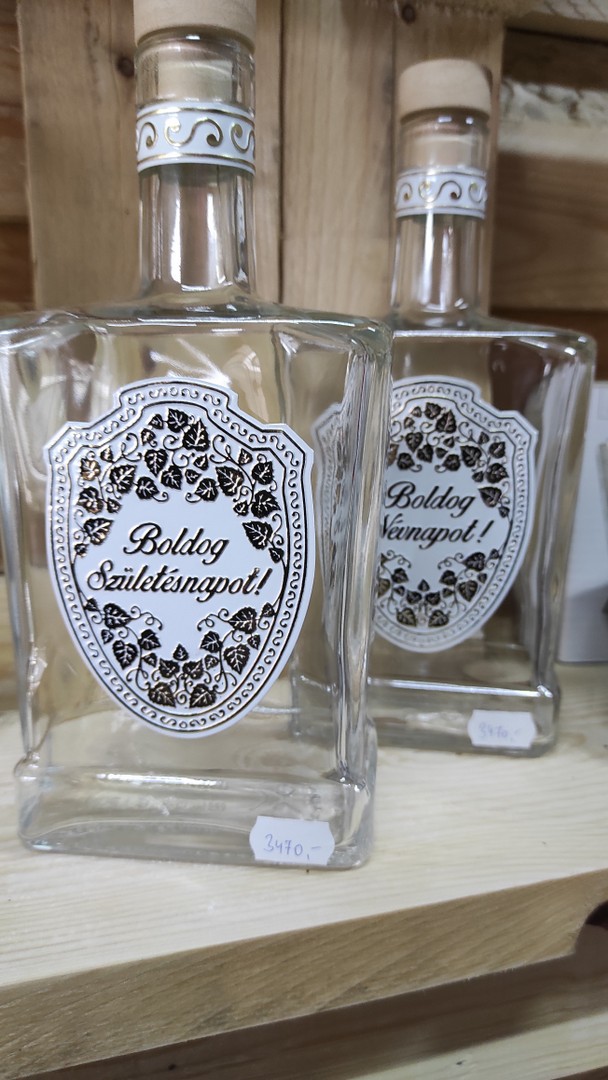 Boldog
Születésnapot!
3470,-
Boldog
Névnapot!
3470,-